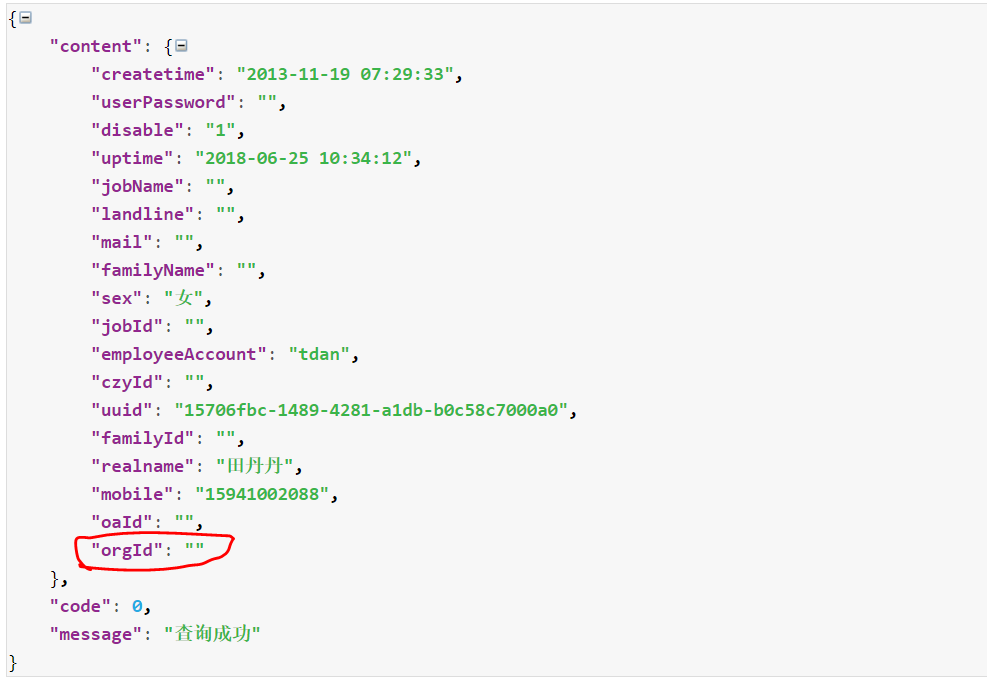 {
"content": {
"createtime": "2013-11-19 07:29:33",
"userPassword": "",
"disable": "1",
"uptime": "2018-06-25 10:34:12",
"jobName": "",
"landline": "",
"mail": "",
"familyName": "",
"sex": "女",
"jobId": "",
"employeeAccount": "tdan",
"czyId": "",
"uuid": "15706fbc-1489-4281-a1db-b0c58c7000a0",
"familyId": "",
"realname": "田丹丹",
"mobile": "15941002088",
"oaId": "",
"orgId": ""
},
"code": 0,
"message": "查询成功"
}